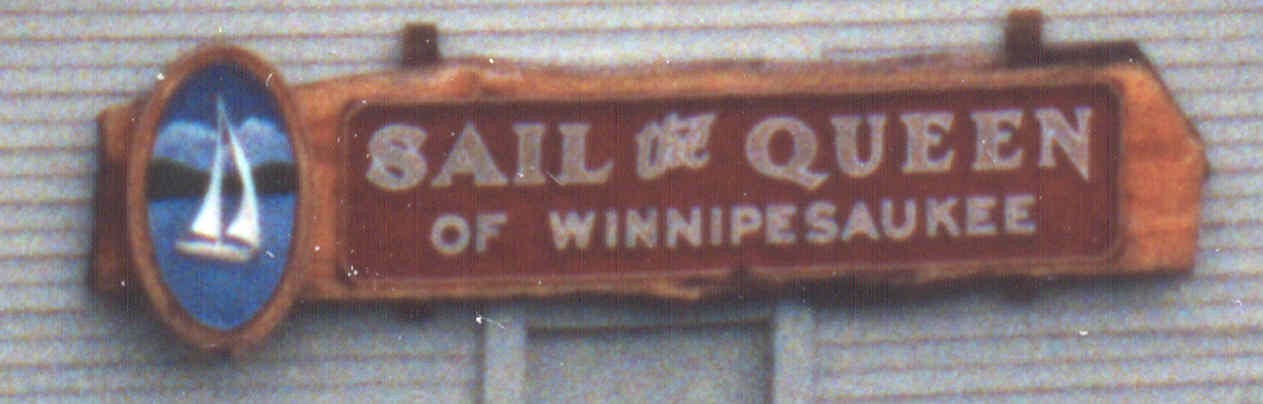 SAIL the QUEEN
OF WINNIPESAUKEE